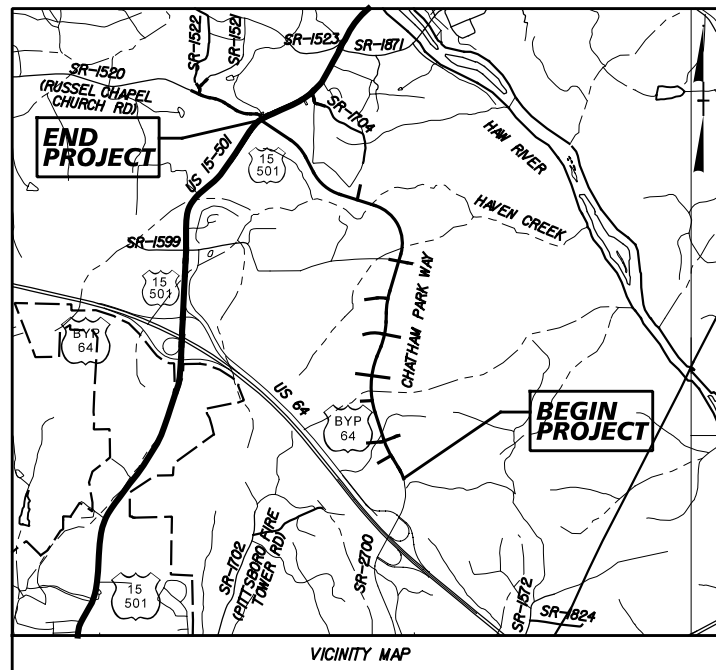 SR-1522
SR-1521
SR-1523
SR-1871
SR-1520
(RUSSEL CHAPEL
CHURCH RD)
SR-1704
END
PROJECT
US 15-501
15
501
HAW RIVER
HAVEN CREEK
SR-1599
15
501
CHATHAM PARK WAY
BYP
64
US 64
BYP
64
BEGIN
PROJECT
SR-1702
(PITTSBORO FIRE
TOWER RD)
SR-2700
SR-1572
SR-1824
15
501
VICINITY MAP